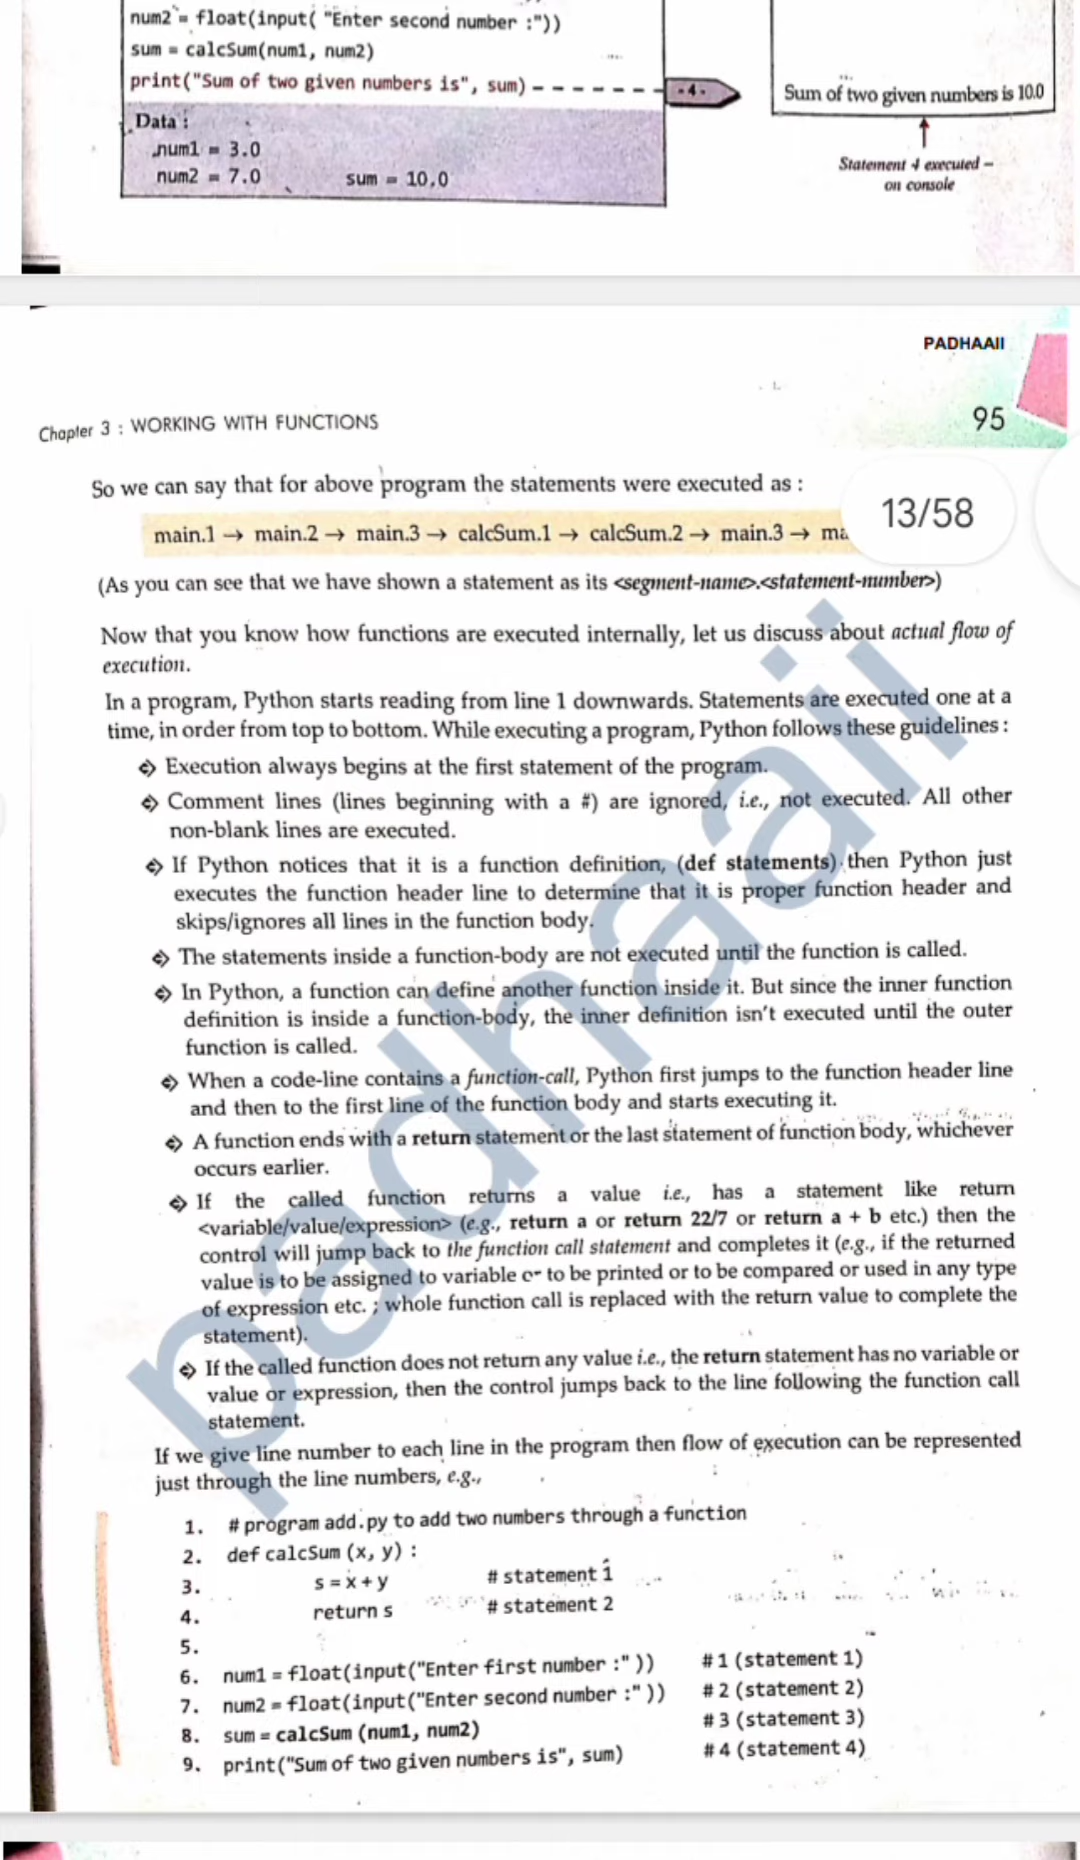 num2 = float(input( "Enter second number :"))
sum = calcSum(num1, num2)
print("Sum of two given numbers is", sum)
- 4 -
Sum of two given numbers is 10.0
Data :
num1 = 3.0
num2 = 7.0 sum = 10.0
Statement 4 executed –
on console
PADHAAII
Chapter 3 : WORKING WITH FUNCTIONS
95
So we can say that for above program the statements were executed as :
13/58
main.1 → main.2 → main.3 → calcSum.1 → calcSum.2 → main.3 →
(As you can see that we have shown a statement as its <segment-name>.<statement-number>)
Now that you know how functions are executed internally, let us discuss about actual flow of
execution.
In a program, Python starts reading from line 1 downwards. Statements are executed one at a
time, in order from top to bottom. While executing a program, Python follows these guidelines :
Execution always begins at the first statement of the program.
Comment lines (lines beginning with a #) are ignored, i.e., not executed. All other
non-blank lines are executed.
If Python notices that it is a function definition, (def statements) then Python just
executes the function header line to determine that it is proper function header and
skips/ignores all lines in the function body.
The statements inside a function-body are not executed until the function is called.
In Python, a function can define another function inside it. But since the inner function
definition is inside a function-body, the inner definition isn't executed until the outer
function is called.
When a code-line contains a function-call, Python first jumps to the function header line
and then to the first line of the function body and starts executing it.
A function ends with a return statement or the last statement of function body, whichever
occurs earlier.
If the called function returns a value i.e., has a statement like return
<variable/value/expression> (e.g., return a or return 22/7 or return a + b etc.) then the
control will jump back to the function call statement and completes it (e.g., if the returned
value is to be assigned to variable or to be printed or to be compared or used in any type
of expression etc. ; whole function call is replaced with the return value to complete the
statement).
If the called function does not return any value i.e., the return statement has no variable or
value or expression, then the control jumps back to the line following the function call
statement.
If we give line number to each line in the program then flow of execution can be represented
just through the line numbers, e.g.,
1. # program add.py to add two numbers through a function
2. def calcSum (x, y) :
3. s = x + y # statement 1
4. return s # statement 2
5.
6. num1 = float(input("Enter first number :" )) # 1 (statement 1)
7. num2 = float(input("Enter second number :" )) # 2 (statement 2)
8. sum = calcSum (num1, num2) # 3 (statement 3)
9. print("Sum of two given numbers is", sum) # 4 (statement 4)
padhaaii